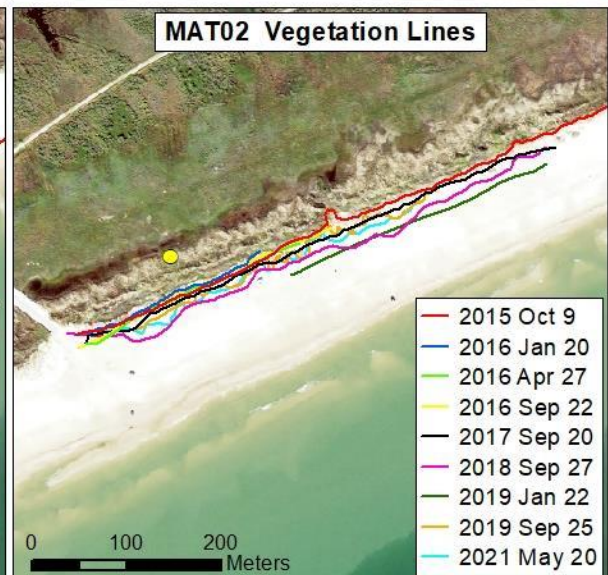 MAT02 Vegetation Lines
2015 Oct 9
2016 Jan 20
2016 Apr 27
2016 Sep 22
2017 Sep 20
2018 Sep 27
2019 Jan 22
2019 Sep 25
2021 May 20
0 100 200
Meters